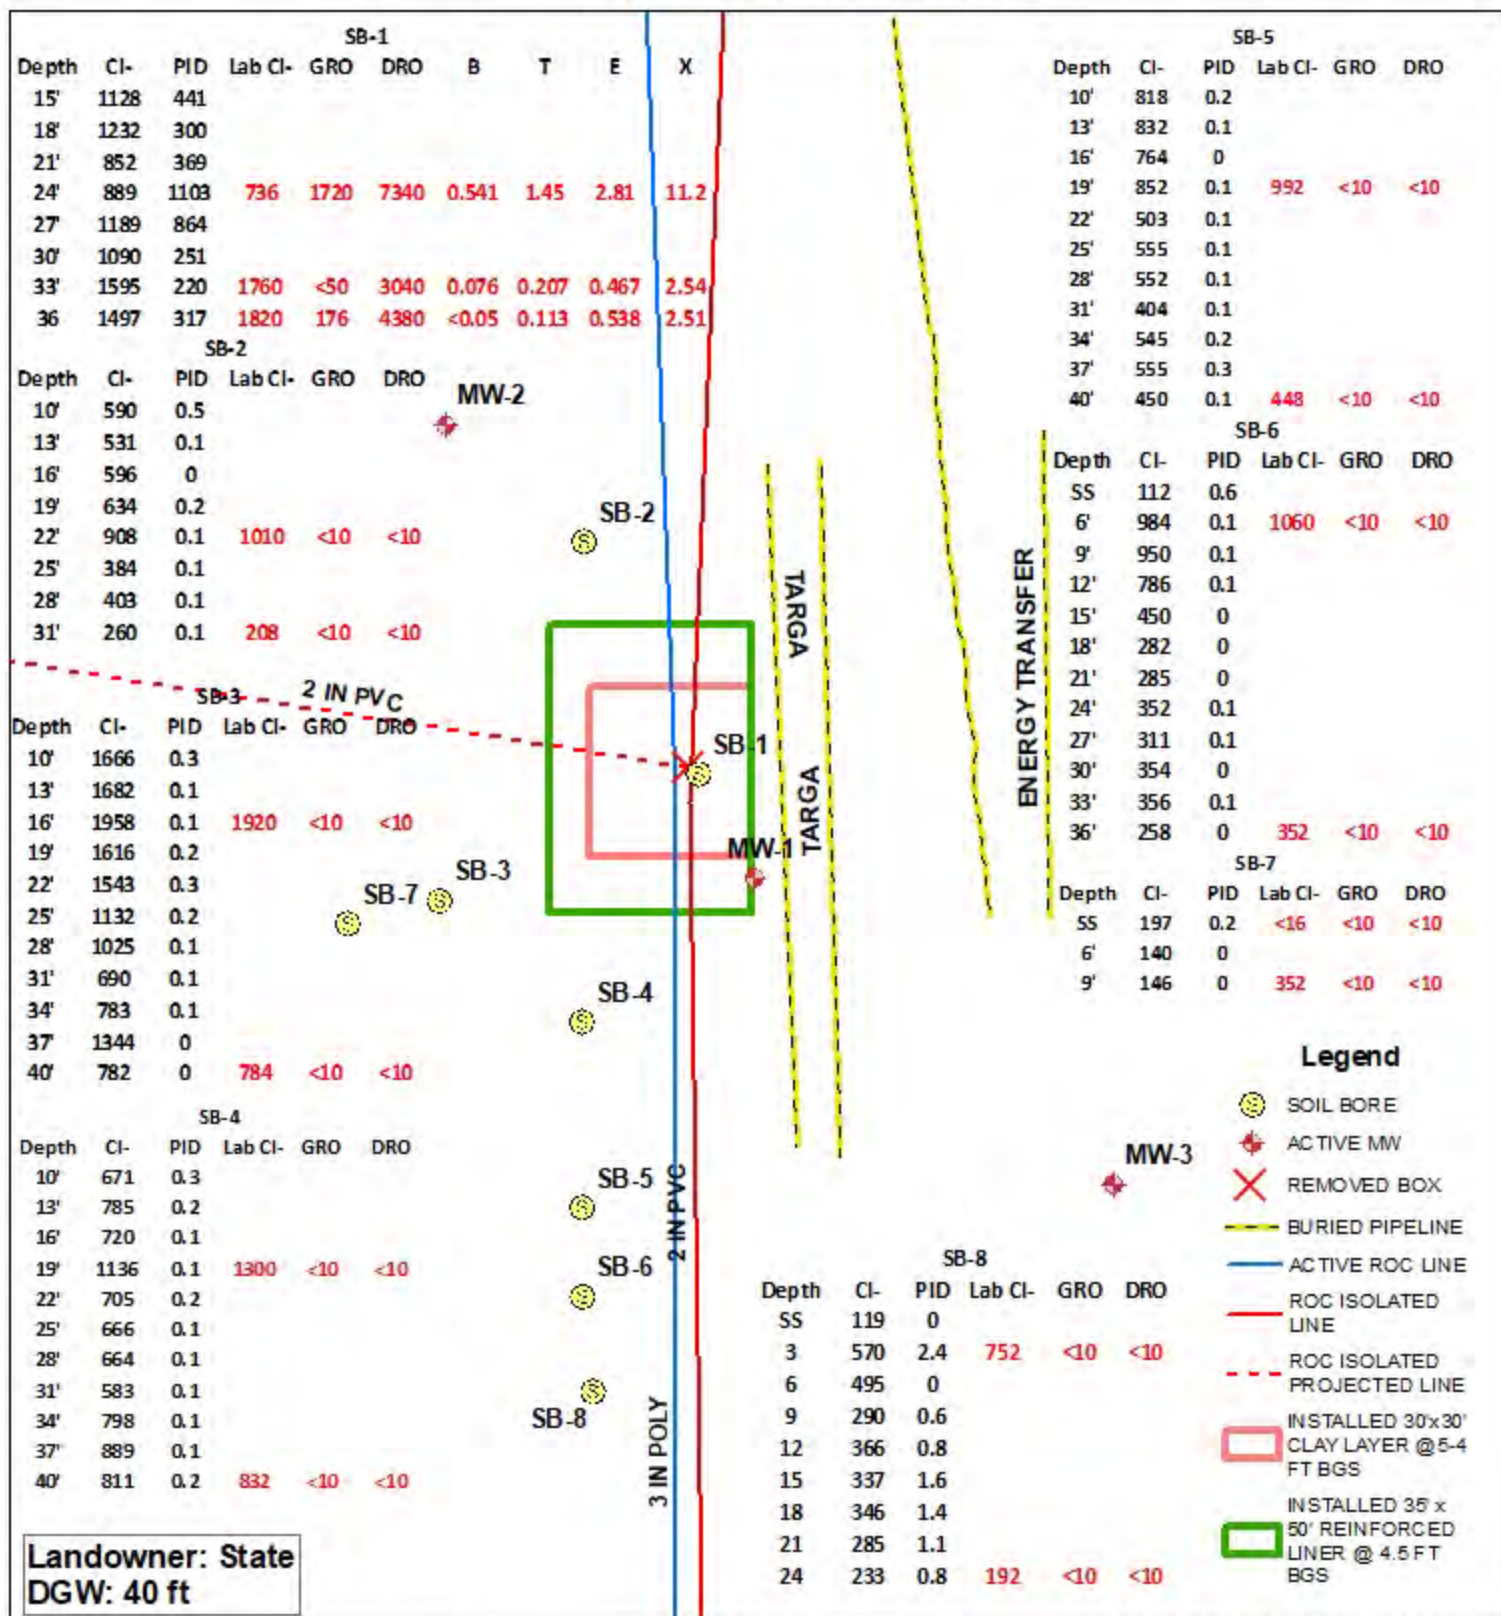 SB-1
Depth Cl- PID Lab Cl- GRO DRO B T E X
15' 1128 441
18' 1232 300
21' 852 369
24' 889 1103 736 1720 7340 0.541 1.45 2.81 11.2
27' 1189 864
30' 1090 251
33' 1595 220 1760 <50 3040 0.076 0.207 0.467 2.54
36 1497 317 1820 176 4380 <0.05 0.113 0.538 2.51
SB-2
Depth Cl- PID Lab Cl- GRO DRO
10' 590 0.5
13' 531 0.1
16' 596 0
19' 634 0.2
22' 908 0.1 1010 <10 <10
25' 384 0.1
28' 403 0.1
31' 260 0.1 208 <10 <10
SB-3
Depth Cl- PID Lab Cl- GRO DRO
10' 1666 0.3
13' 1682 0.1
16' 1958 0.1 1920 <10 <10
19' 1616 0.2
22' 1543 0.3
25' 1132 0.2
28' 1025 0.1
31' 690 0.1
34' 783 0.1
37' 1344 0
40' 782 0 784 <10 <10
SB-4
Depth Cl- PID Lab Cl- GRO DRO
10' 671 0.3
13' 785 0.2
16' 720 0.1
19' 1136 0.1 1300 <10 <10
22' 705 0.2
25' 666 0.1
28' 664 0.1
31' 583 0.1
34' 798 0.1
37' 889 0.1
40' 811 0.2 832 <10 <10
Landowner: State
DGW: 40 ft
MW-2
SB-2
2 IN PVC
SB-1
MW-1
SB-3
SB-7
SB-4
SB-5
SB-6
SB-8
2 IN PVC
3 IN POLY
TARGA
TARGA
ENERGY TRANSFER
MW-3
SB-5
Depth Cl- PID Lab Cl- GRO DRO
10' 818 0.2
13' 832 0.1
16' 764 0
19' 852 0.1 992 <10 <10
22' 503 0.1
25' 555 0.1
28' 552 0.1
31' 404 0.1
34' 545 0.2
37' 555 0.3
40' 450 0.1 448 <10 <10
SB-6
Depth Cl- PID Lab Cl- GRO DRO
SS 112 0.6
6' 984 0.1 1060 <10 <10
9' 950 0.1
12' 786 0.1
15' 450 0
18' 282 0
21' 285 0
24' 352 0.1
27' 311 0.1
30' 354 0
33' 356 0.1
36' 258 0 352 <10 <10
SB-7
Depth Cl- PID Lab Cl- GRO DRO
SS 197 0.2 <16 <10 <10
6' 140 0
9' 146 0 352 <10 <10
SB-8
Depth Cl- PID Lab Cl- GRO DRO
SS 119 0
3 570 2.4 752 <10 <10
6 495 0
9 290 0.6
12 366 0.8
15 337 1.6
18 346 1.4
21 285 1.1
24 233 0.8 192 <10 <10
Legend
SOIL BORE
ACTIVE MW
REMOVED BOX
BURIED PIPELINE
ACTIVE ROC LINE
ROC ISOLATED
LINE
ROC ISOLATED
PROJECTED LINE
INSTALLED 30'x30'
CLAY LAYER @5-4
FT BGS
INSTALLED 35' x
50' REINFORCED
LINER @ 4.5 FT
BGS